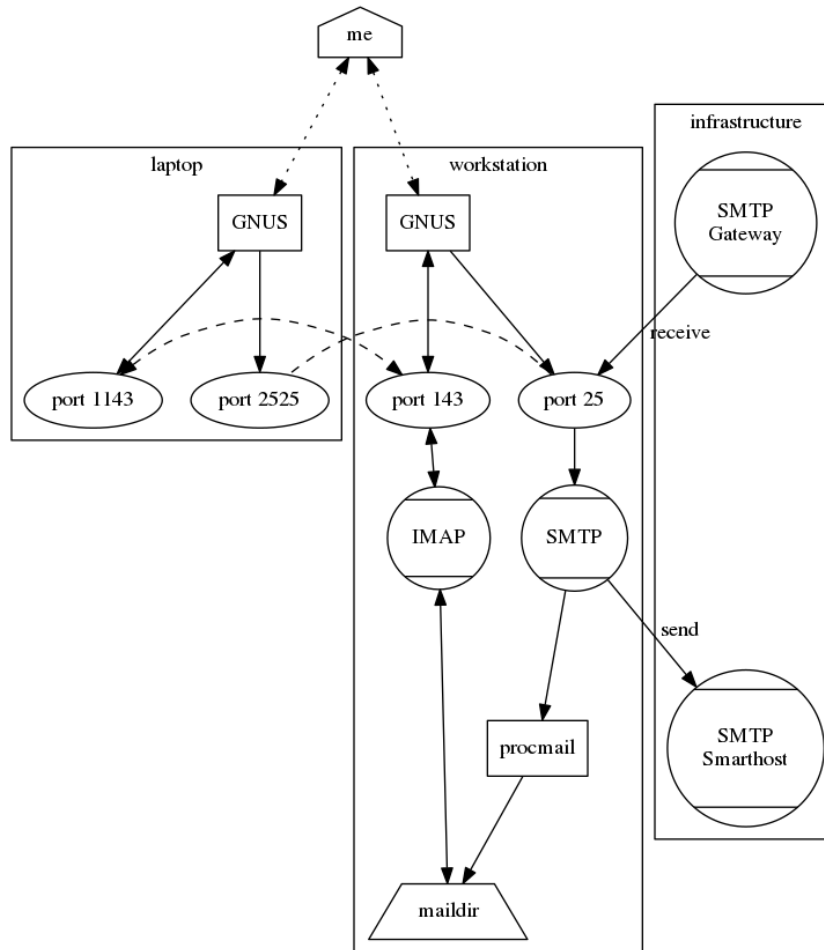 me
infrastructure
laptop
workstation
SMTP
Gateway
GNUS
GNUS
receive
port 1143
port 2525
port 143
port 25
IMAP
SMTP
send
procmail
SMTP
Smarthost
maildir